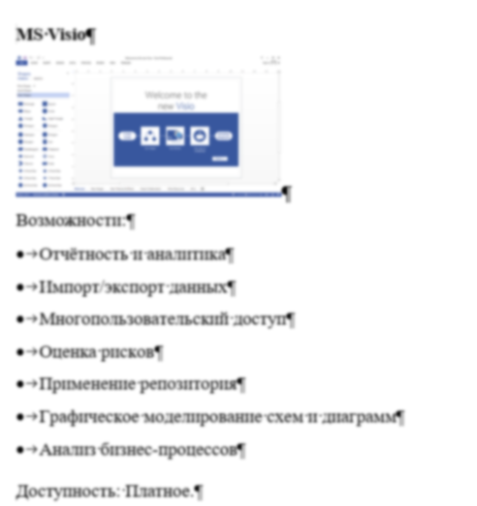 MS·Visio¶
Welcome to the
new Visio
¶
Возможности:¶
●→Отчётность·и·аналитика¶
●→Импорт/экспорт·данных¶
●→Многопользовательский·доступ¶
●→Оценка·рисков¶
●→Применение·репозитория¶
●→Графическое·моделирование·схем·и·диаграмм¶
●→Анализ·бизнес-процессов¶
Доступность:·Платное.¶